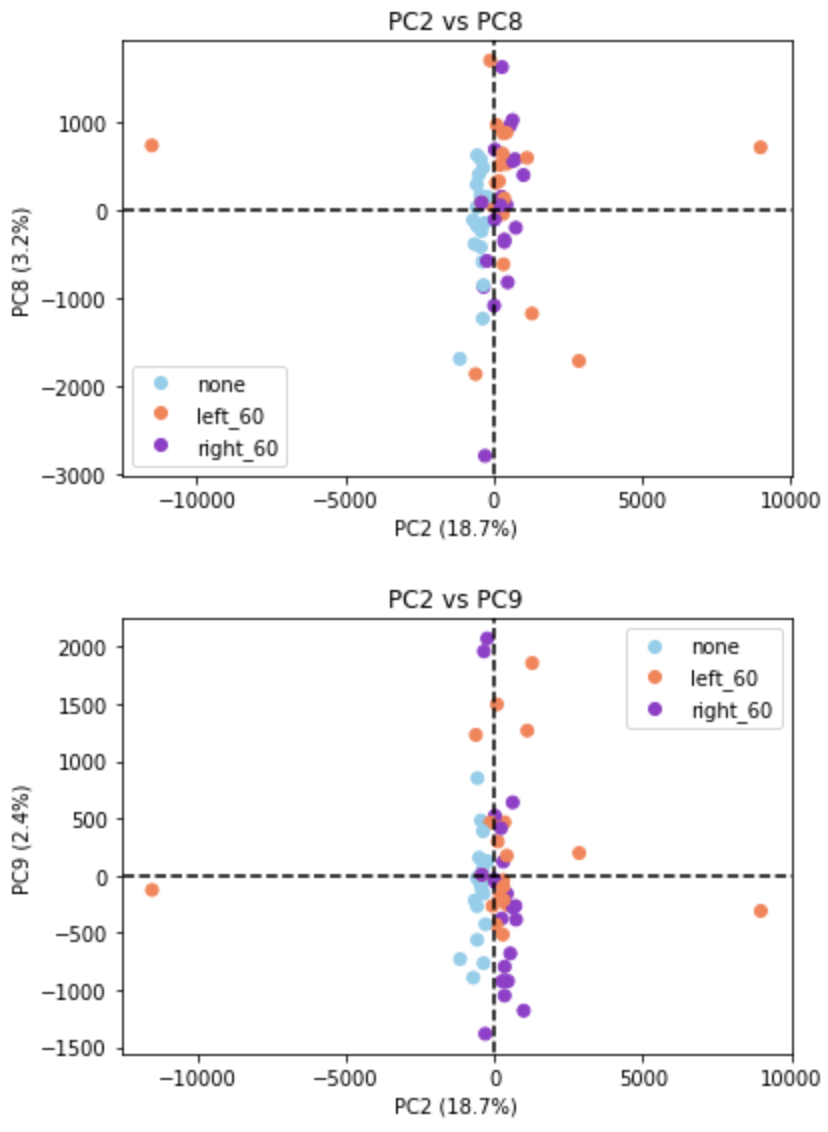 PC2 vs PC8
1000
0
−1000
−2000
−3000
PC8 (3.2%)
none
left_60
right_60
−10000 −5000 0 5000 10000
PC2 (18.7%)
PC2 vs PC9
2000
1500
1000
500
0
−500
−1000
−1500
PC9 (2.4%)
none
left_60
right_60
−10000 −5000 0 5000 10000
PC2 (18.7%)